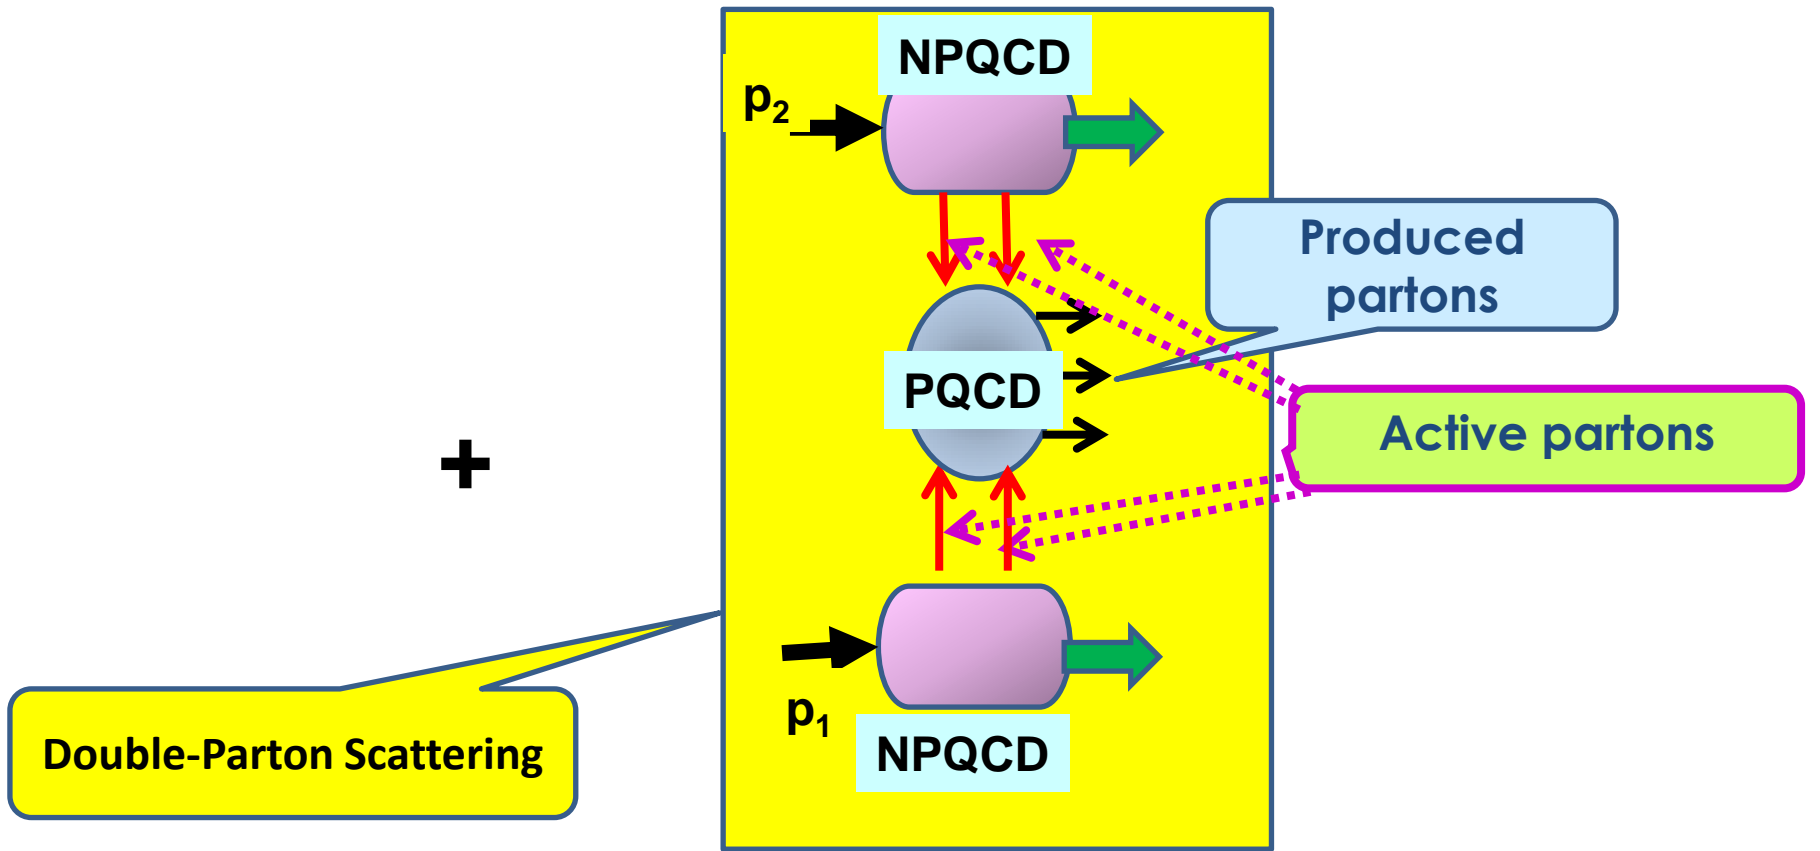 NPQCD
p₂
Produced
partons
PQCD
Active partons
+
p₁
NPQCD
Double-Parton Scattering